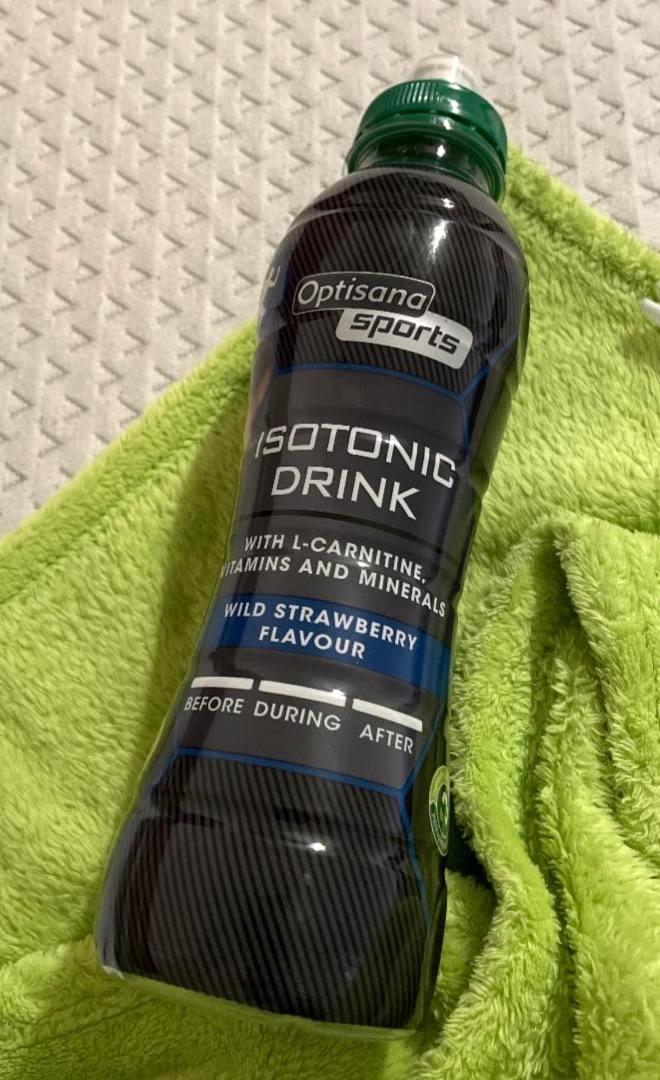 Optisana
sports
ISOTONIC
DRINK
WITH L-CARNITINE,
VITAMINS AND MINERALS
WILD STRAWBERRY
FLAVOUR
BEFORE DURING AFTER